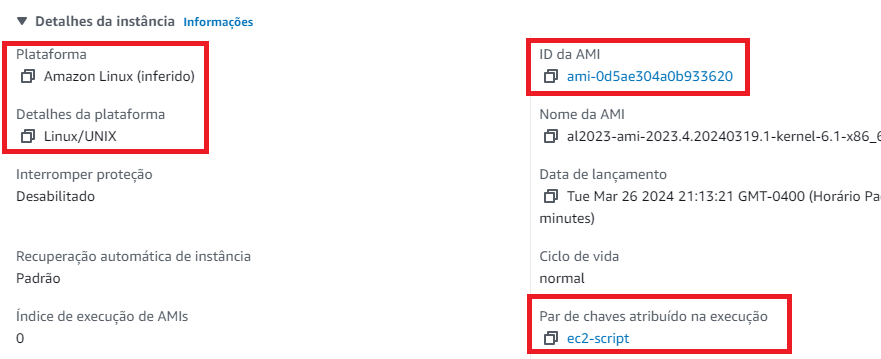 Detalhes da instância Informações
Plataforma
Amazon Linux (inferido)
Detalhes da plataforma
Linux/UNIX
Interromper proteção
Desabilitado
Recuperação automática de instância
Padrão
Índice de execução de AMIs
0
ID da AMI
ami-0d5ae304a0b933620
Nome da AMI
al2023-ami-2023.4.20240319.1-kernel-6.1-x86_6
Data de lançamento
Tue Mar 26 2024 21:13:21 GMT-0400 (Horário Pa
minutes)
Ciclo de vida
normal
Par de chaves atribuído na execução
ec2-script